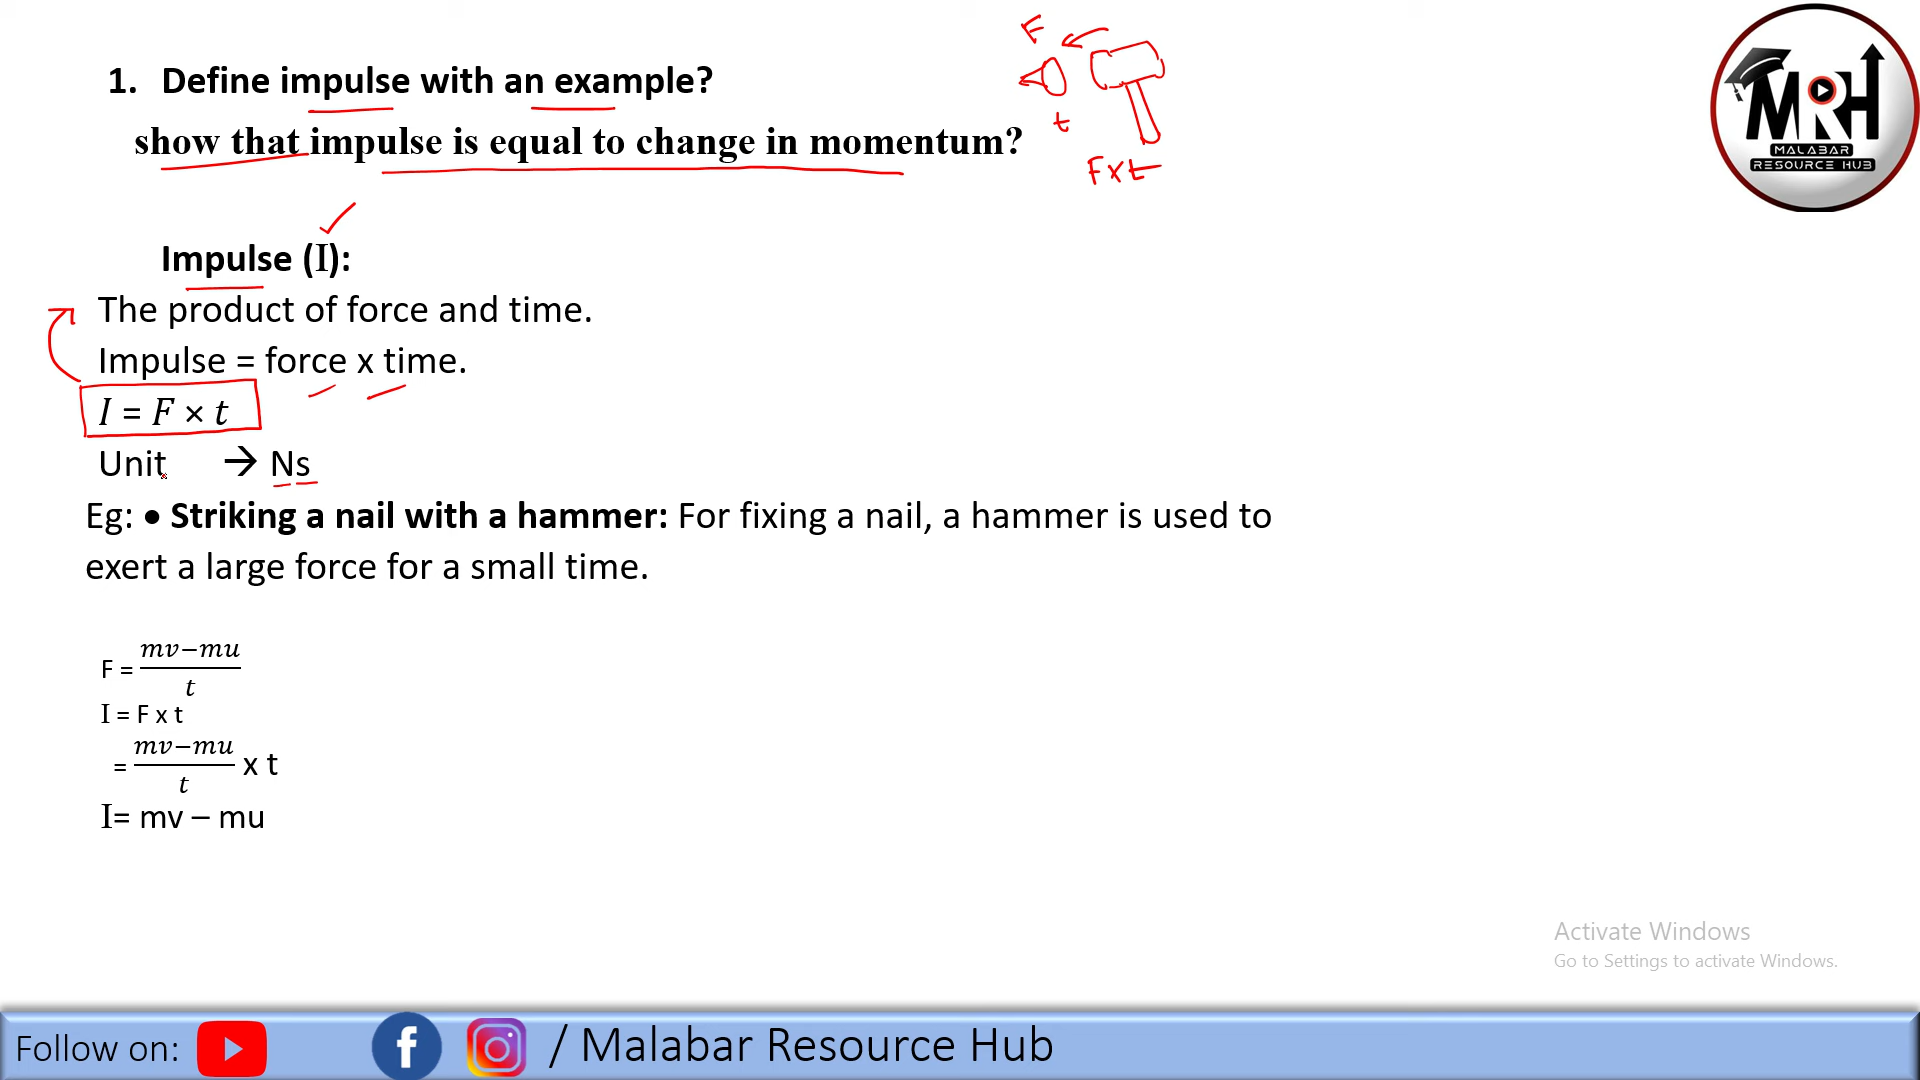 1. Define impulse with an example?
show that impulse is equal to change in momentum?
F
t
F x t
MRH
MALABAR
RESOURCE HUB
Impulse (I):
The product of force and time.
Impulse = force x time.
I = F × t
Unit → Ns
Eg: • Striking a nail with a hammer: For fixing a nail, a hammer is used to
exert a large force for a small time.
F = mv−mu / t
I = F x t
= mv−mu / t x t
I= mv – mu
Activate Windows
Go to Settings to activate Windows.
Follow on: f / Malabar Resource Hub